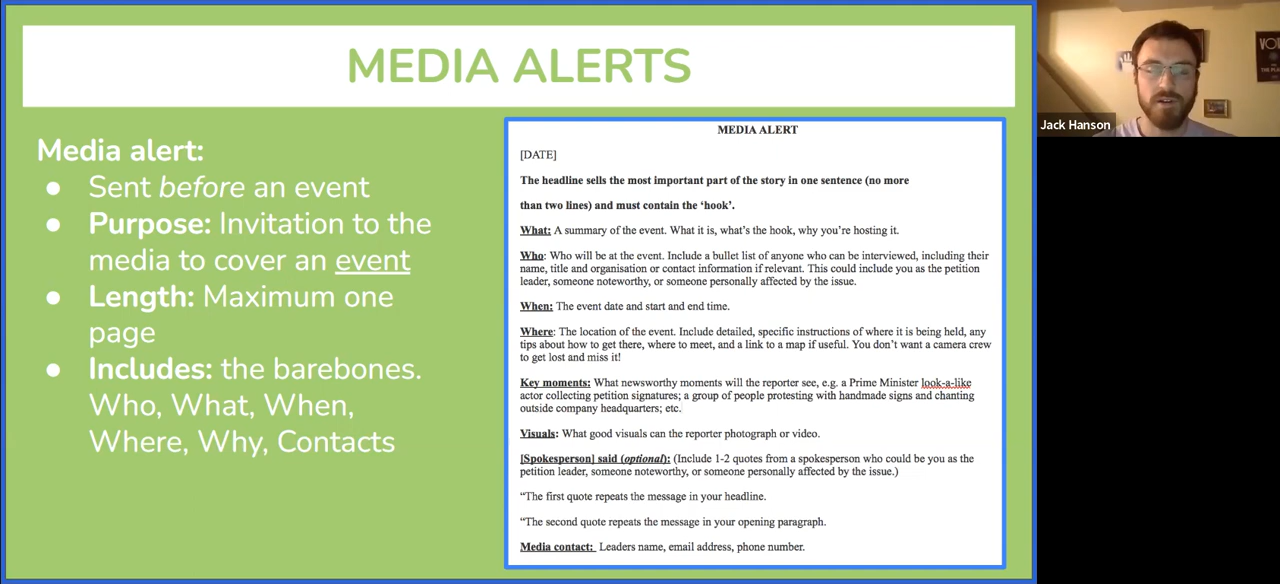 MEDIA ALERTS
Media alert:
● Sent before an event
● Purpose: Invitation to the
media to cover an event
● Length: Maximum one
page
● Includes: the barebones.
Who, What, When,
Where, Why, Contacts
MEDIA ALERT
[DATE]
The headline sells the most important part of the story in one sentence (no more
than two lines) and must contain the ‘hook’.
What: A summary of the event. What it is, what’s the hook, why you’re hosting it.
Who: Who will be at the event. Include a bullet list of anyone who can be interviewed, including their
name, title and organisation or contact information if relevant. This could include you as the petition
leader, someone noteworthy, or someone personally affected by the issue.
When: The event date and start and end time.
Where: The location of the event. Include detailed, specific instructions of where it is being held, any
tips about how to get there, where to meet, and a link to a map if useful. You don’t want a camera crew
to get lost and miss it!
Key moments: What newsworthy moments will the reporter see, e.g. a Prime Minister look-a-like
actor collecting petition signatures; a group of people protesting with handmade signs and chanting
outside company headquarters; etc.
Visuals: What good visuals can the reporter photograph or video.
[Spokesperson] said (optional): (Include 1-2 quotes from a spokesperson who could be you as the
petition leader, someone noteworthy, or someone personally affected by the issue.)
“The first quote repeats the message in your headline.
“The second quote repeats the message in your opening paragraph.
Media contact: Leaders name, email address, phone number.
Jack Hanson